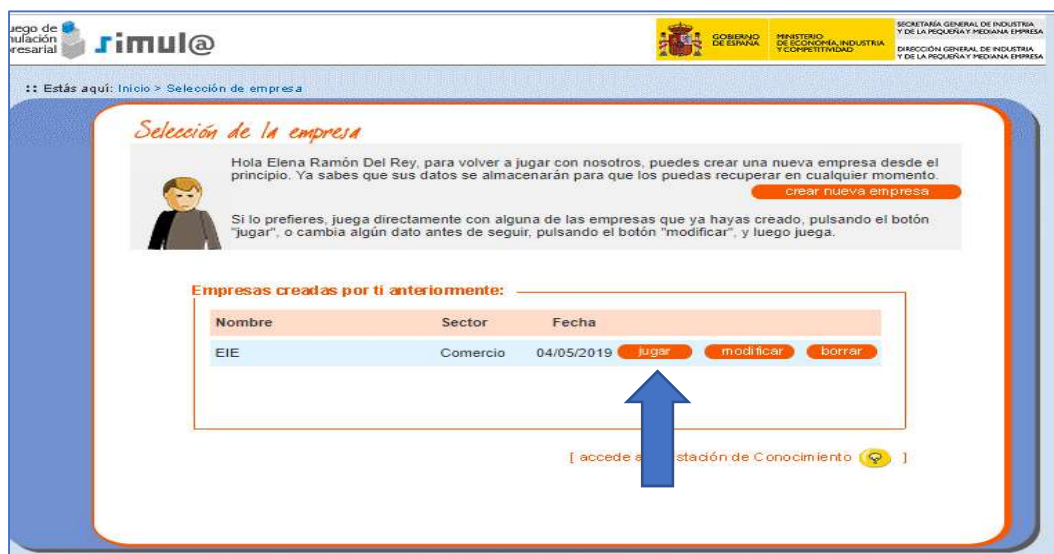 uego de
nulación
resarial
simul@
GOBIERNO
DE ESPAÑA
MINISTERIO
DE ECONOMÍA, INDUSTRIA
Y COMPETITIVIDAD
SECRETARÍA GENERAL DE INDUSTRIA
Y DE LA PEQUEÑA Y MEDIANA EMPRESA
DIRECCIÓN GENERAL DE INDUSTRIA
Y DE LA PEQUEÑA Y MEDIANA EMPRESA
:: Estás aquí: Inicio > Selección de empresa
Selección de la empresa
Hola Elena Ramón Del Rey, para volver a jugar con nosotros, puedes crear una nueva empresa desde el
principio. Ya sabes que sus datos se almacenarán para que los puedas recuperar en cualquier momento.
crear nueva empresa
Si lo prefieres, juega directamente con alguna de las empresas que ya hayas creado, pulsando el botón
"jugar", o cambia algún dato antes de seguir, pulsando el botón "modificar", y luego juega.
Empresas creadas por ti anteriormente:
Nombre Sector Fecha
EIE Comercio 04/05/2019 jugar modificar borrar
[ accede a stación de Conocimiento ]